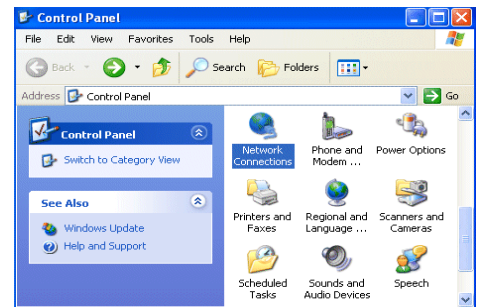 Control Panel
File Edit View Favorites Tools Help
Back Search Folders
Address Control Panel Go
Control Panel
Switch to Category View
See Also
Windows Update
Help and Support
Network
Connections
Phone and
Modem ...
Power Options
Printers and
Faxes
Regional and
Language ...
Scanners and
Cameras
Scheduled
Tasks
Sounds and
Audio Devices
Speech